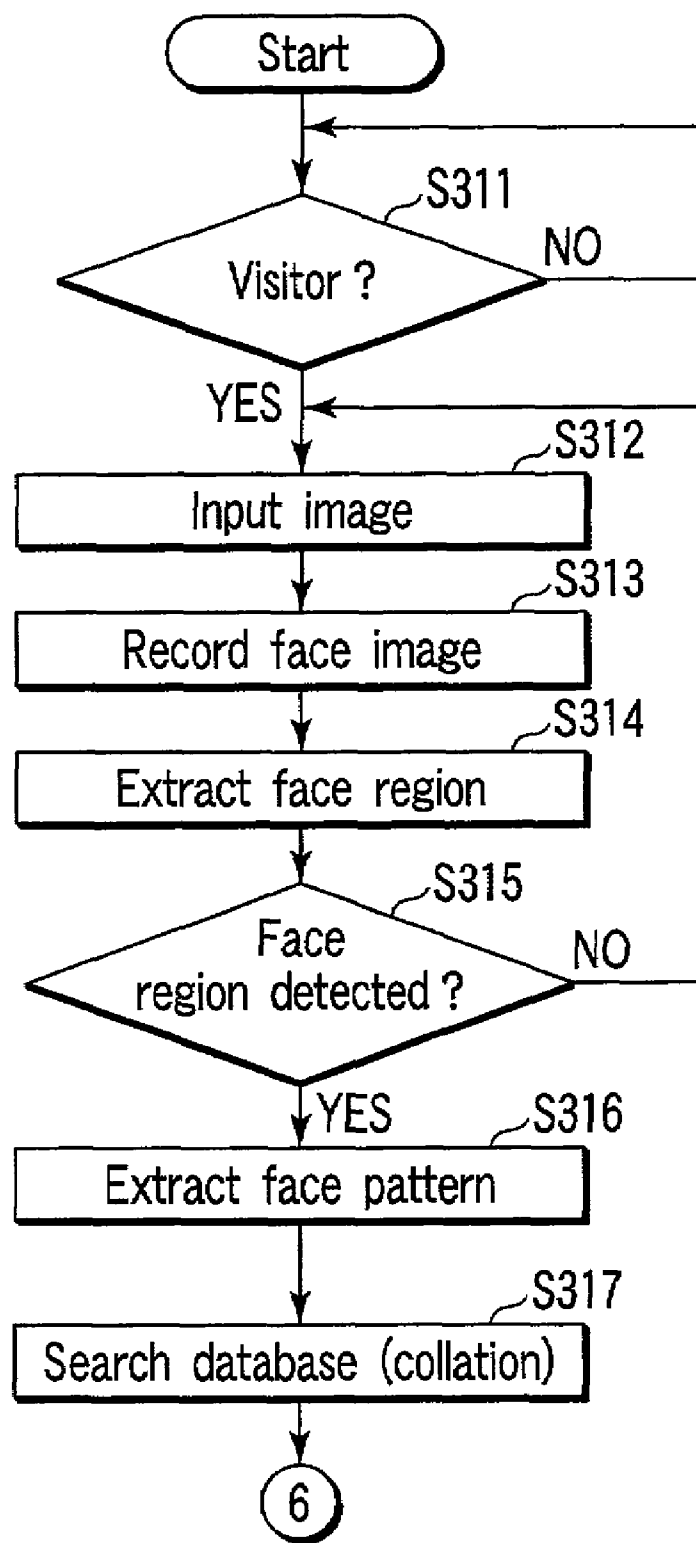 Start
S311
Visitor ?
NO
YES
S312
Input image
S313
Record face image
S314
Extract face region
S315
Face
region detected ?
NO
YES
S316
Extract face pattern
S317
Search database (collation)
6